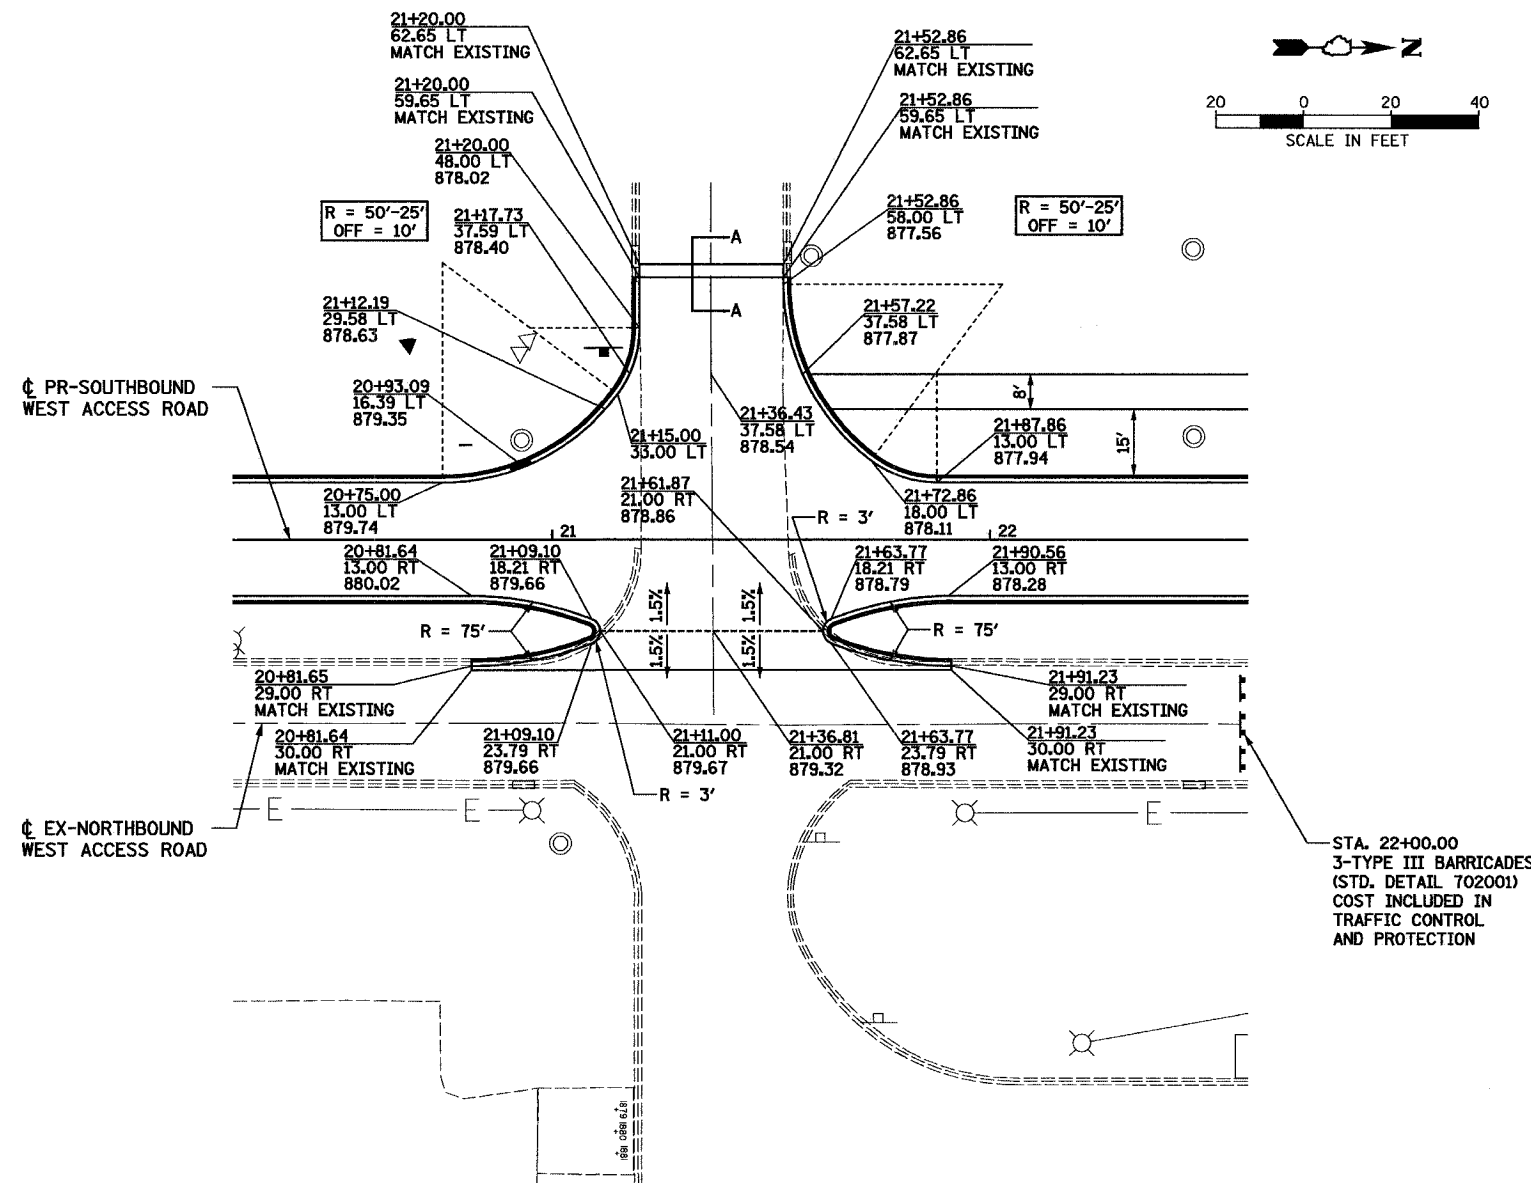 21+20.00
62.65 LT
MATCH EXISTING
21+52.86
62.65 LT
MATCH EXISTING
N
21+20.00
59.65 LT
MATCH EXISTING
21+52.86
59.65 LT
MATCH EXISTING
20 0 20 40
SCALE IN FEET
21+20.00
48.00 LT
878.02
R = 50'-25'
OFF = 10'
21+17.73
37.59 LT
878.40
21+52.86
58.00 LT
877.56
R = 50'-25'
OFF = 10'
A
A
21+12.19
29.58 LT
878.63
21+57.22
37.58 LT
877.87
℄ PR-SOUTHBOUND
WEST ACCESS ROAD
20+93.09
16.39 LT
879.35
8'
21+36.43
37.58 LT
878.54
21+15.00
33.00 LT
21+87.86
13.00 LT
877.94
15'
20+75.00
13.00 LT
879.74
21+61.87
21.00 RT
878.86
21+72.86
18.00 LT
878.11
R = 3'
21
22
20+81.64
13.00 RT
880.02
21+09.10
18.21 RT
879.66
21+63.77
18.21 RT
878.79
21+90.56
13.00 RT
878.28
1.5% 1.5%
R = 75'
R = 75'
1.5% 1.5%
20+81.65
29.00 RT
MATCH EXISTING
21+91.23
29.00 RT
MATCH EXISTING
20+81.64
30.00 RT
MATCH EXISTING
21+09.10
23.79 RT
879.66
21+11.00
21.00 RT
879.67
21+36.81
21.00 RT
879.32
21+63.77
23.79 RT
878.93
21+91.23
30.00 RT
MATCH EXISTING
R = 3'
E E E
℄ EX-NORTHBOUND
WEST ACCESS ROAD
STA. 22+00.00
3-TYPE III BARRICADES
(STD. DETAIL 702001)
COST INCLUDED IN
TRAFFIC CONTROL
AND PROTECTION